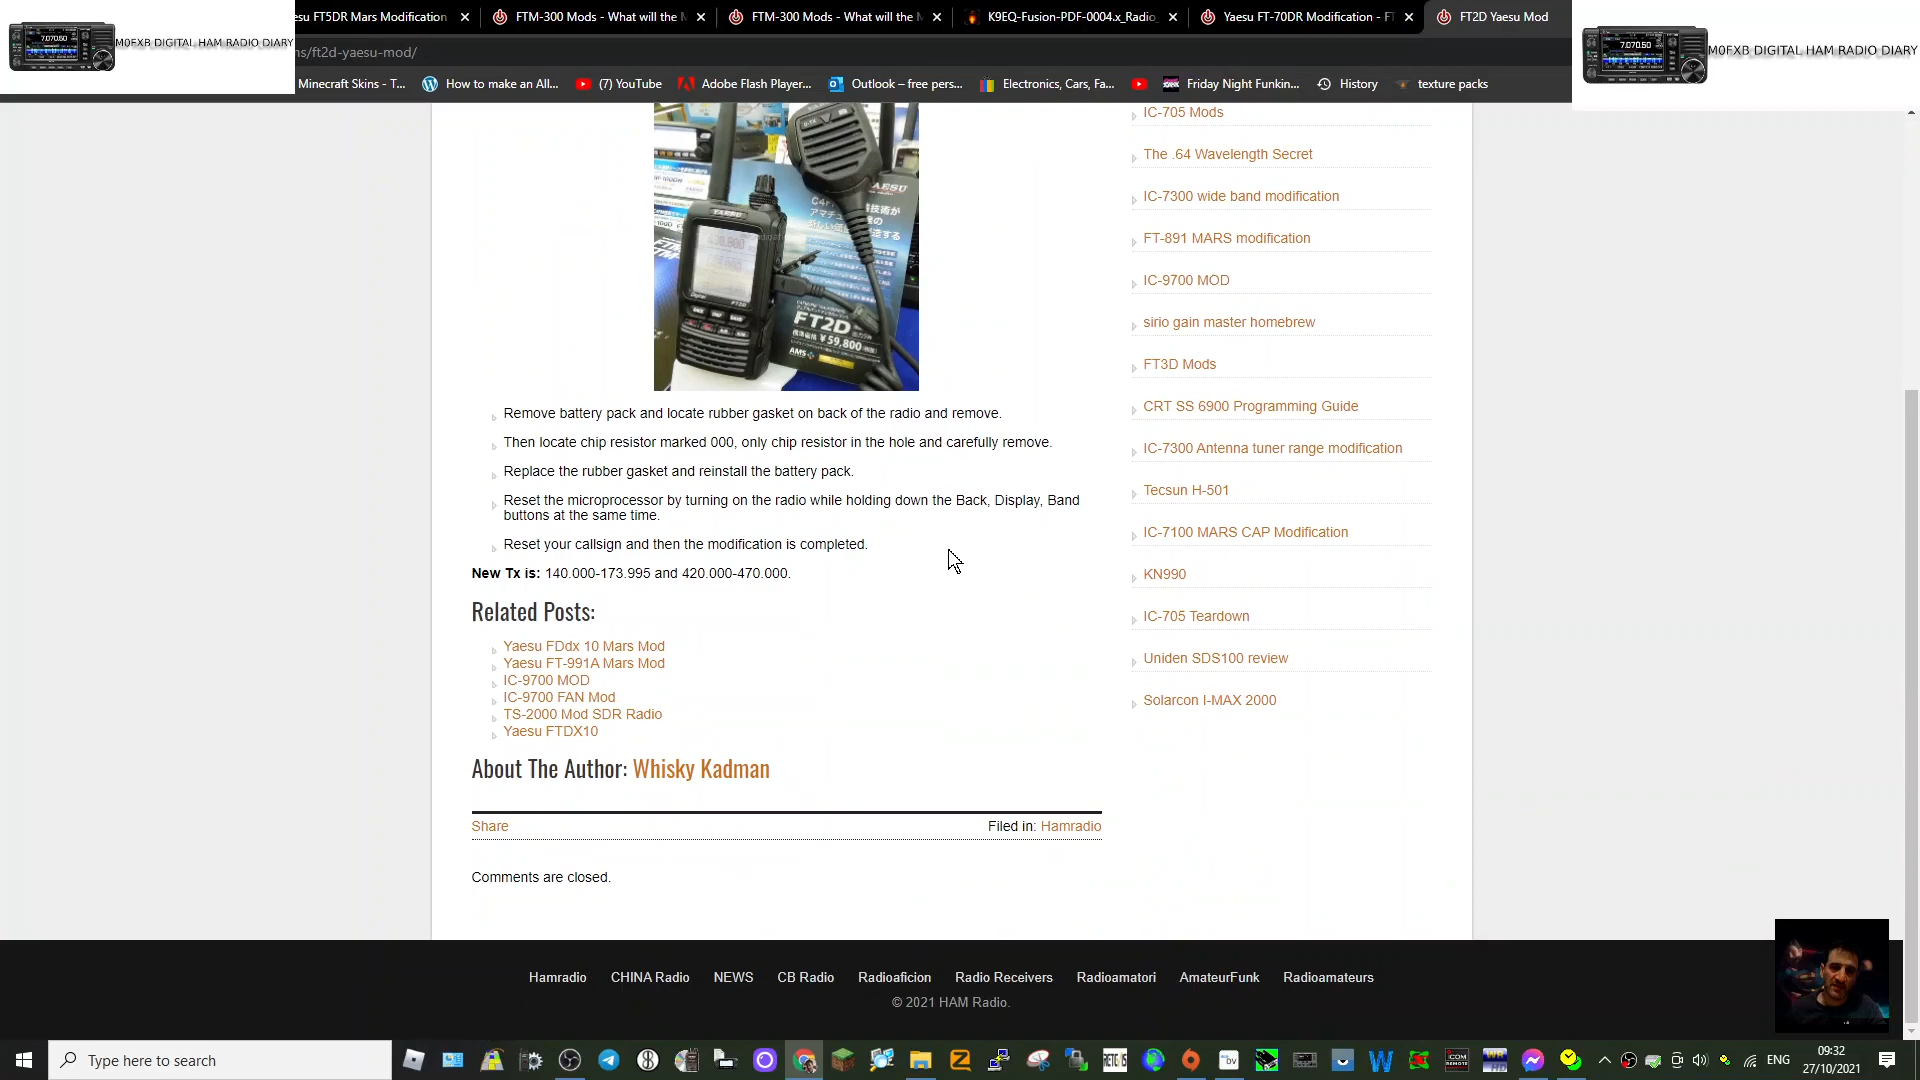 esu FT5DR Mars Modification
FTM-300 Mods - What will the M
FTM-300 Mods - What will the M
K9EQ-Fusion-PDF-0004.x_Radio_
Yaesu FT-70DR Modification - FT
FT2D Yaesu Mod
M0FXB DIGITAL HAM RADIO DIARY
M0FXB DIGITAL HAM RADIO DIARY
ns/ft2d-yaesu-mod/
Minecraft Skins - T...
How to make an All...
(7) YouTube
Adobe Flash Player...
Outlook – free pers...
Electronics, Cars, Fa...
Friday Night Funkin...
History
texture packs
YAESU
FT2D
¥59,800
AMS
Remove battery pack and locate rubber gasket on back of the radio and remove.
Then locate chip resistor marked 000, only chip resistor in the hole and carefully remove.
Replace the rubber gasket and reinstall the battery pack.
Reset the microprocessor by turning on the radio while holding down the Back, Display, Band
buttons at the same time.
Reset your callsign and then the modification is completed.
New Tx is: 140.000-173.995 and 420.000-470.000.
Related Posts:
Yaesu FDdx 10 Mars Mod
Yaesu FT-991A Mars Mod
IC-9700 MOD
IC-9700 FAN Mod
TS-2000 Mod SDR Radio
Yaesu FTDX10
About The Author: Whisky Kadman
Share
Filed in: Hamradio
Comments are closed.
IC-705 Mods
The .64 Wavelength Secret
IC-7300 wide band modification
FT-891 MARS modification
IC-9700 MOD
sirio gain master homebrew
FT3D Mods
CRT SS 6900 Programming Guide
IC-7300 Antenna tuner range modification
Tecsun H-501
IC-7100 MARS CAP Modification
KN990
IC-705 Teardown
Uniden SDS100 review
Solarcon I-MAX 2000
Hamradio CHINA Radio NEWS CB Radio Radioaficion Radio Receivers Radioamatori AmateurFunk Radioamateurs
© 2021 HAM Radio.
Type here to search
ENG
09:32
27/10/2021